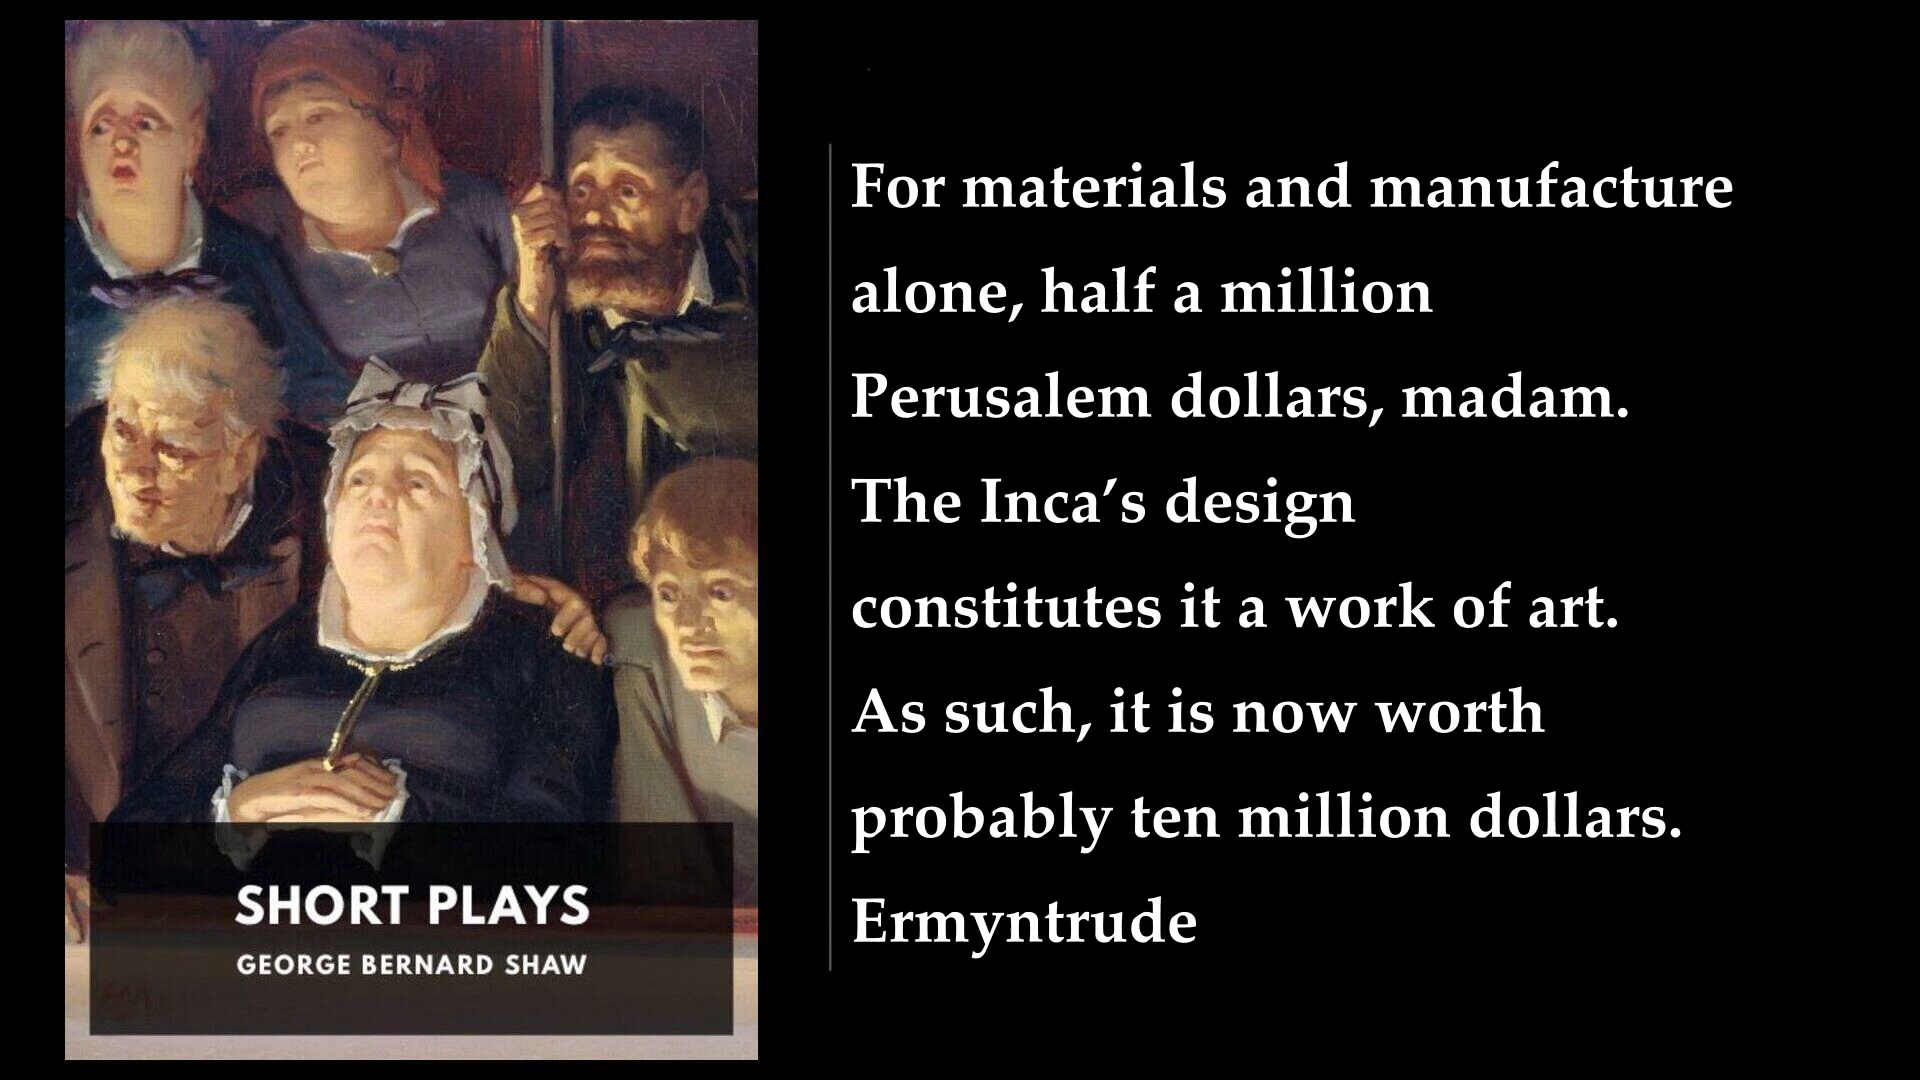 SHORT PLAYS
GEORGE BERNARD SHAW
For materials and manufacture
alone, half a million
Perusalem dollars, madam.
The Inca’s design
constitutes it a work of art.
As such, it is now worth
probably ten million dollars.
Ermyntrude